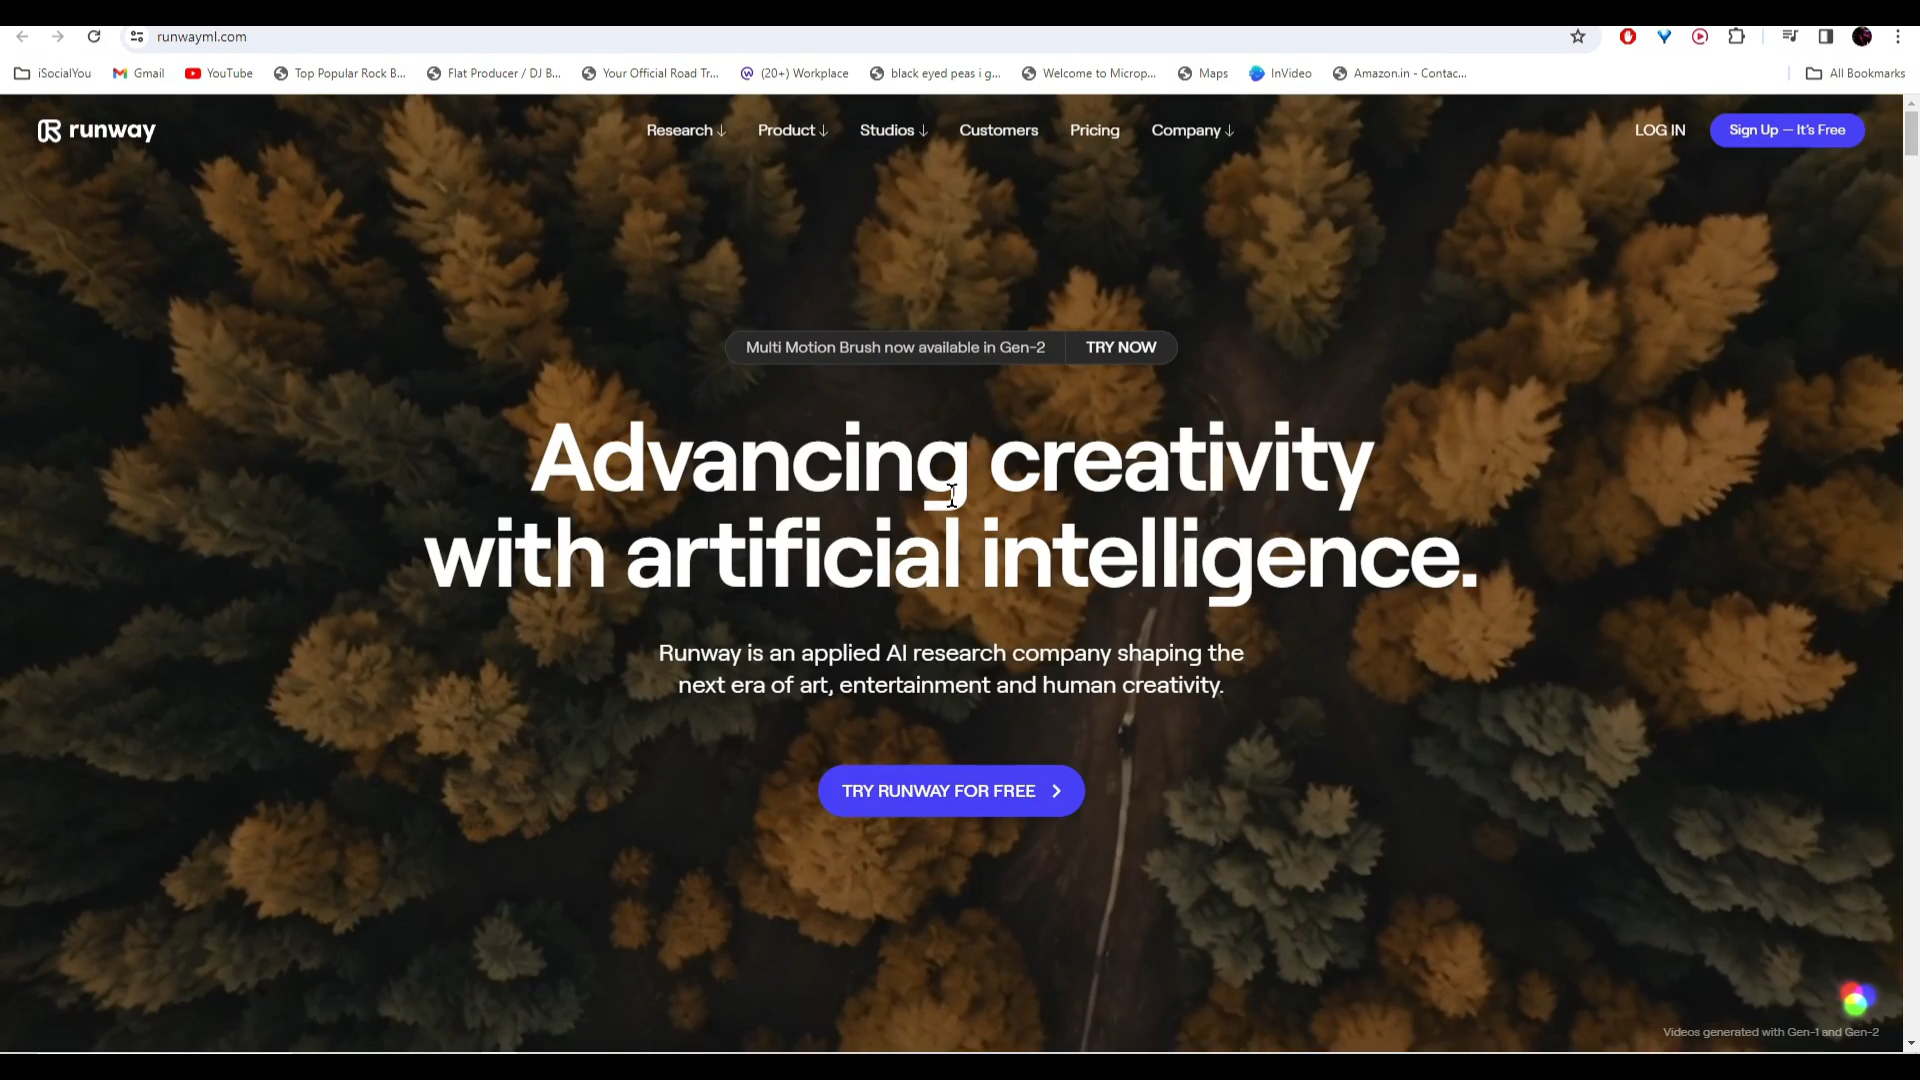 runwayml.com
iSocialYou
Gmail
YouTube
Top Popular Rock B...
Flat Producer / DJ B...
Your Official Road Tr...
(20+) Workplace
black eyed peas i g...
Welcome to Microp...
Maps
InVideo
Amazon.in - Contac...
All Bookmarks
runway
Research ↓
Product ↓
Studios ↓
Customers
Pricing
Company ↓
LOG IN
Sign Up — It's Free
Multi Motion Brush now available in Gen-2
TRY NOW
Advancing creativity
with artificial intelligence.
Runway is an applied AI research company shaping the
next era of art, entertainment and human creativity.
TRY RUNWAY FOR FREE
Videos generated with Gen-1 and Gen-2